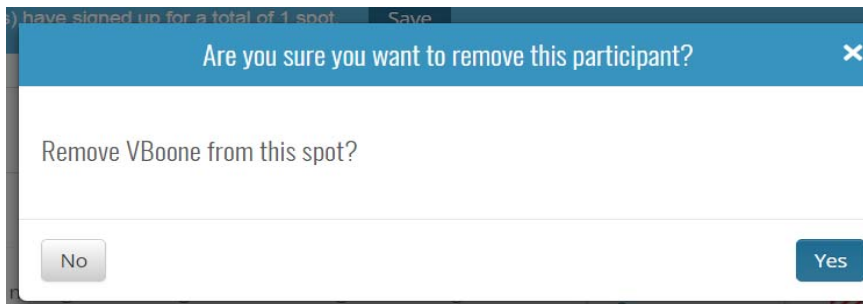 s) have signed up for a total of 1 spot. Save
Are you sure you want to remove this participant?
Remove VBoone from this spot?
No Yes